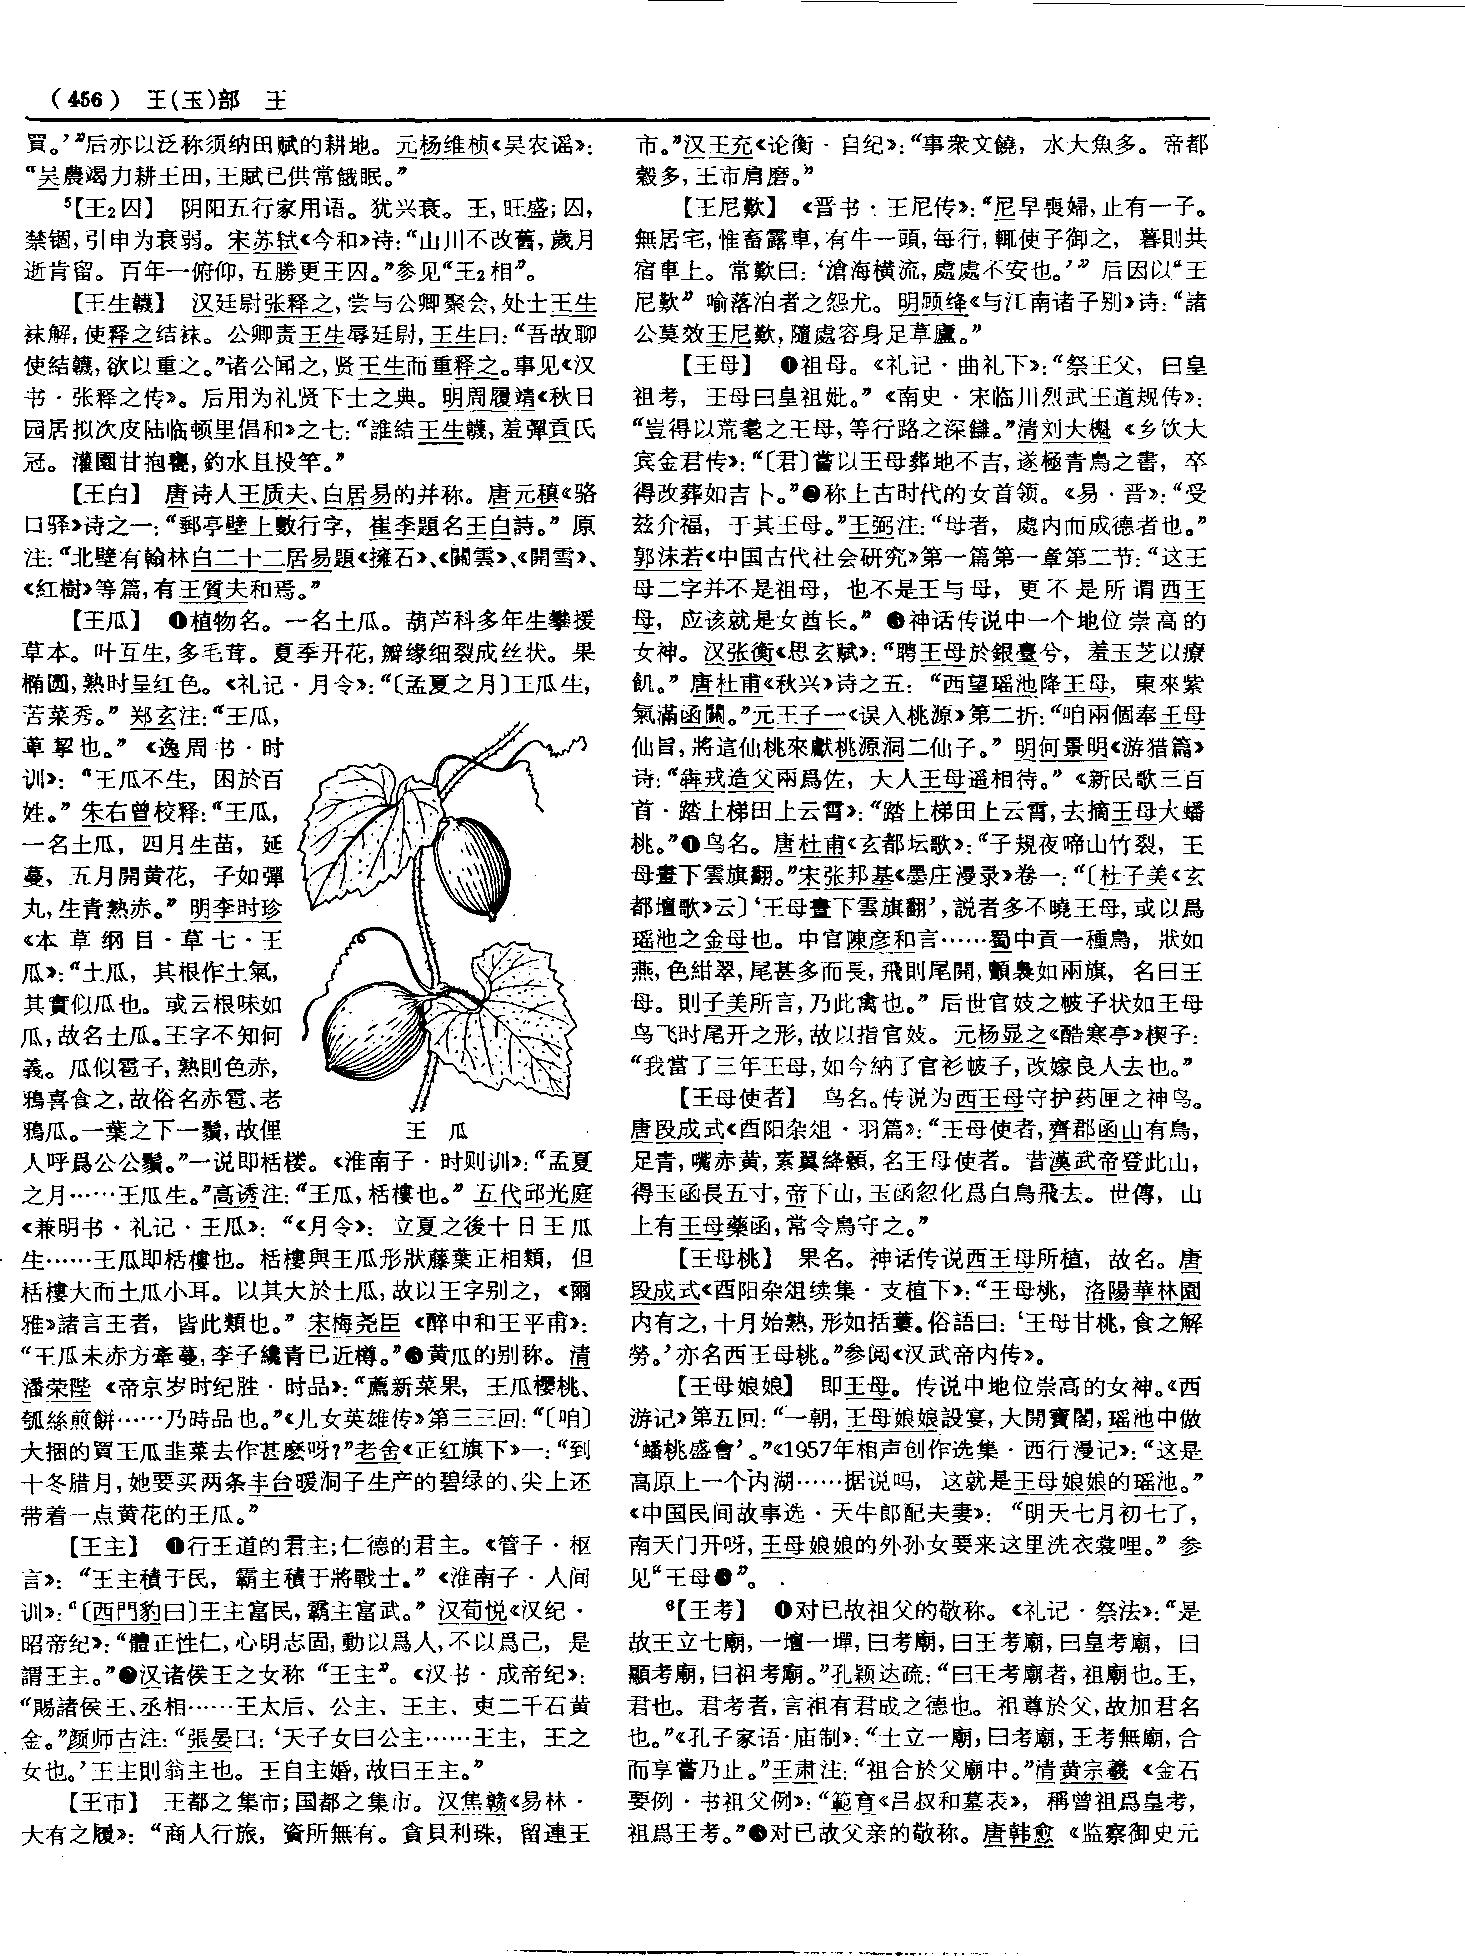 （456） 王（玉）部 王
買。’”后亦以泛称须纳田赋的耕地。元杨维桢《吴农谣》：
“吴農竭力耕王田，王赋已供常餓眠。”
⁵【王₂囚】 阴阳五行家用语。犹兴衰。王，旺盛；囚，
禁锢，引申为衰弱。宋苏轼《今和》诗：“山川不改舊，歲月
逝肯留。百年一俯仰，五勝更王囚。”参见“王₂相”。
【王生韈】 汉廷尉张释之，尝与公卿聚会，处士王生
袜解，使释之结袜。公卿责王生辱廷尉，王生曰：“吾故聊
使結韈，欲以重之。”诸公闻之，贤王生而重释之。事见《汉
书·张释之传》。后用为礼贤下士之典。明周履靖《秋日
园居拟次皮陆临顿里倡和》之七：“誰結王生韈，羞彈貢氏
冠。灌園甘抱甕，釣水且投竿。”
【王白】 唐诗人王质夫、白居易的并称。唐元稹《骆
口驿》诗之一：“郵亭壁上數行字，崔李題名王白詩。”原
注：“北壁有翰林白二十二居易題《擁石》、《關雲》、《開雪》、
《紅樹》等篇，有王質夫和焉。”
【王瓜】 ❶植物名。一名土瓜。葫芦科多年生攀援
草本。叶互生，多毛茸。夏季开花，瓣缘细裂成丝状。果
椭圆，熟时呈红色。《礼记·月令》：“〔孟夏之月〕王瓜生，
苦菜秀。”郑玄注：“王瓜，
萆挈也。”《逸周书·时
训》：“王瓜不生，困於百
姓。”朱右曾校释：“王瓜，
一名土瓜，四月生苗，延
蔓，五月開黄花，子如彈
丸，生青熟赤。”明李时珍
《本草纲目·草七·王
瓜》：“土瓜，其根作土氣，
其實似瓜也。或云根味如
瓜，故名土瓜。王字不知何
義。瓜似雹子，熟則色赤，
鴉喜食之，故俗名赤雹、老
鴉瓜。一葉之下一鬚，故俚
王 瓜
人呼爲公公鬚。”一说即栝楼。《淮南子·时则训》：“孟夏
之月……王瓜生。”高诱注：“王瓜，栝樓也。”五代邱光庭
《兼明书·礼记·王瓜》：“《月令》：立夏之後十日王瓜
生……王瓜即栝樓也。栝樓與王瓜形狀藤葉正相類，但
栝樓大而土瓜小耳。以其大於土瓜，故以王字别之，《爾
雅》諸言王者，皆此類也。”宋梅尧臣《醉中和王平甫》：
“王瓜未赤方牽蔓，李子纔青已近樽。”❷黄瓜的别称。清
潘荣陛《帝京岁时纪胜·时品》：“薦新菜果，王瓜櫻桃、
瓠絲煎餅……乃時品也。”《儿女英雄传》第三三回：“〔咱〕
大捆的買王瓜韭菜去作甚麽呀？”老舍《正红旗下》一：“到
十冬腊月，她要买两条丰台暖洞子生产的碧绿的、尖上还
带着一点黄花的王瓜。”
【王主】 ❶行王道的君主；仁德的君主。《管子·枢
言》：“王主積于民，霸主積于將戰士。”《淮南子·人间
训》：“〔西門豹曰〕王主富民，霸主富武。”汉荀悦《汉纪·
昭帝纪》：“體正性仁，心明志固，動以爲人，不以爲己，是
謂王主。”❷汉诸侯王之女称“王主”。《汉书·成帝纪》：
“賜諸侯王、丞相……王太后、公主、王主、吏二千石黄
金。”颜师古注：“張晏曰：‘天子女曰公主……王主，王之
女也。’王主則翁主也。王自主婚，故曰王主。”
【王市】 王都之集市；国都之集市。汉焦赣《易林·
大有之履》：“商人行旅，資所無有。貪貝利珠，留連王
市。”汉王充《论衡·自纪》：“事衆文饒，水大魚多。帝都
穀多，王市肩磨。”
【王尼歎】 《晋书·王尼传》：“尼早喪婦，止有一子。
無居宅，惟畜露車，有牛一頭，每行，輒使子御之，暮則共
宿車上。常歎曰：‘滄海横流，處處不安也。’”后因以“王
尼歎”喻落泊者之怨尤。明顾绛《与江南诸子别》诗：“諸
公莫效王尼歎，隨處容身足草廬。”
【王母】 ❶祖母。《礼记·曲礼下》：“祭王父，曰皇
祖考，王母曰皇祖妣。”《南史·宋临川烈武王道规传》：
“豈得以荒耄之王母，等行路之深讎。”清刘大櫆《乡饮大
宾金君传》：“〔君〕嘗以王母葬地不吉，遂極青烏之書，卒
得改葬如吉卜。”❷称上古时代的女首领。《易·晋》：“受
兹介福，于其王母。”王弼注：“母者，處内而成德者也。”
郭沫若《中国古代社会研究》第一篇第一章第二节：“这王
母二字并不是祖母，也不是王与母，更不是所谓西王
母，应该就是女酋长。”❸神话传说中一个地位崇高的
女神。汉张衡《思玄赋》：“聘王母於銀臺兮，羞玉芝以療
飢。”唐杜甫《秋兴》诗之五：“西望瑶池降王母，東來紫
氣滿函關。”元王子一《误入桃源》第二折：“咱兩個奉王母
仙旨，將這仙桃來獻桃源洞二仙子。”明何景明《游猎篇》
诗：“犇戎造父兩爲佐，大人王母遥相待。”《新民歌三百
首·踏上梯田上云霄》：“踏上梯田上云霄，去摘王母大蟠
桃。”❹鸟名。唐杜甫《玄都坛歌》：“子規夜啼山竹裂，王
母晝下雲旗翻。”宋张邦基《墨庄漫录》卷一：“〔杜子美《玄
都壇歌》云〕‘王母晝下雲旗翻’，説者多不曉王母，或以爲
瑶池之金母也。中官陳彦和言……蜀中貢一種鳥，狀如
燕，色紺翠，尾甚多而長，飛則尾開，顫裊如兩旗，名曰王
母。則子美所言，乃此禽也。”后世官妓之帔子状如王母
鸟飞时尾开之形，故以指官妓。元杨显之《酷寒亭》楔子：
“我當了三年王母，如今納了官衫帔子，改嫁良人去也。”
【王母使者】 鸟名。传说为西王母守护药匣之神鸟。
唐段成式《酉阳杂俎·羽篇》：“王母使者，齊郡函山有鳥，
足青，嘴赤黄，素翼絳顙，名王母使者。昔漢武帝登此山，
得玉函長五寸，帝下山，玉函忽化爲白鳥飛去。世傳，山
上有王母藥函，常令鳥守之。”
【王母桃】 果名。神话传说西王母所植，故名。唐
段成式《酉阳杂俎续集·支植下》：“王母桃，洛陽華林園
内有之，十月始熟，形如括蔞。俗語曰：‘王母甘桃，食之解
勞。’亦名西王母桃。”参阅《汉武帝内传》。
【王母娘娘】 即王母。传说中地位崇高的女神。《西
游记》第五回：“一朝，王母娘娘設宴，大開寶閣，瑶池中做
‘蟠桃盛會’。”《1957年相声创作选集·西行漫记》：“这是
高原上一个内湖……据说吗，这就是王母娘娘的瑶池。”
《中国民间故事选·天牛郎配夫妻》：“明天七月初七了，
南天门开呀，王母娘娘的外孙女要来这里洗衣裳哩。”参
见“王母❸”。
⁶【王考】 ❶对已故祖父的敬称。《礼记·祭法》：“是
故王立七廟，一壇一墠，曰考廟，曰王考廟，曰皇考廟，曰
顯考廟，曰祖考廟。”孔颖达疏：“曰王考廟者，祖廟也。王，
君也。君考者，言祖有君成之德也。祖尊於父，故加君名
也。”《孔子家语·庙制》：“士立一廟，曰考廟，王考無廟，合
而享嘗乃止。”王肃注：“祖合於父廟中。”清黄宗羲《金石
要例·书祖父例》：“範育《吕叔和墓表》，稱曾祖爲皇考，
祖爲王考。”❷对已故父亲的敬称。唐韩愈《监察御史元